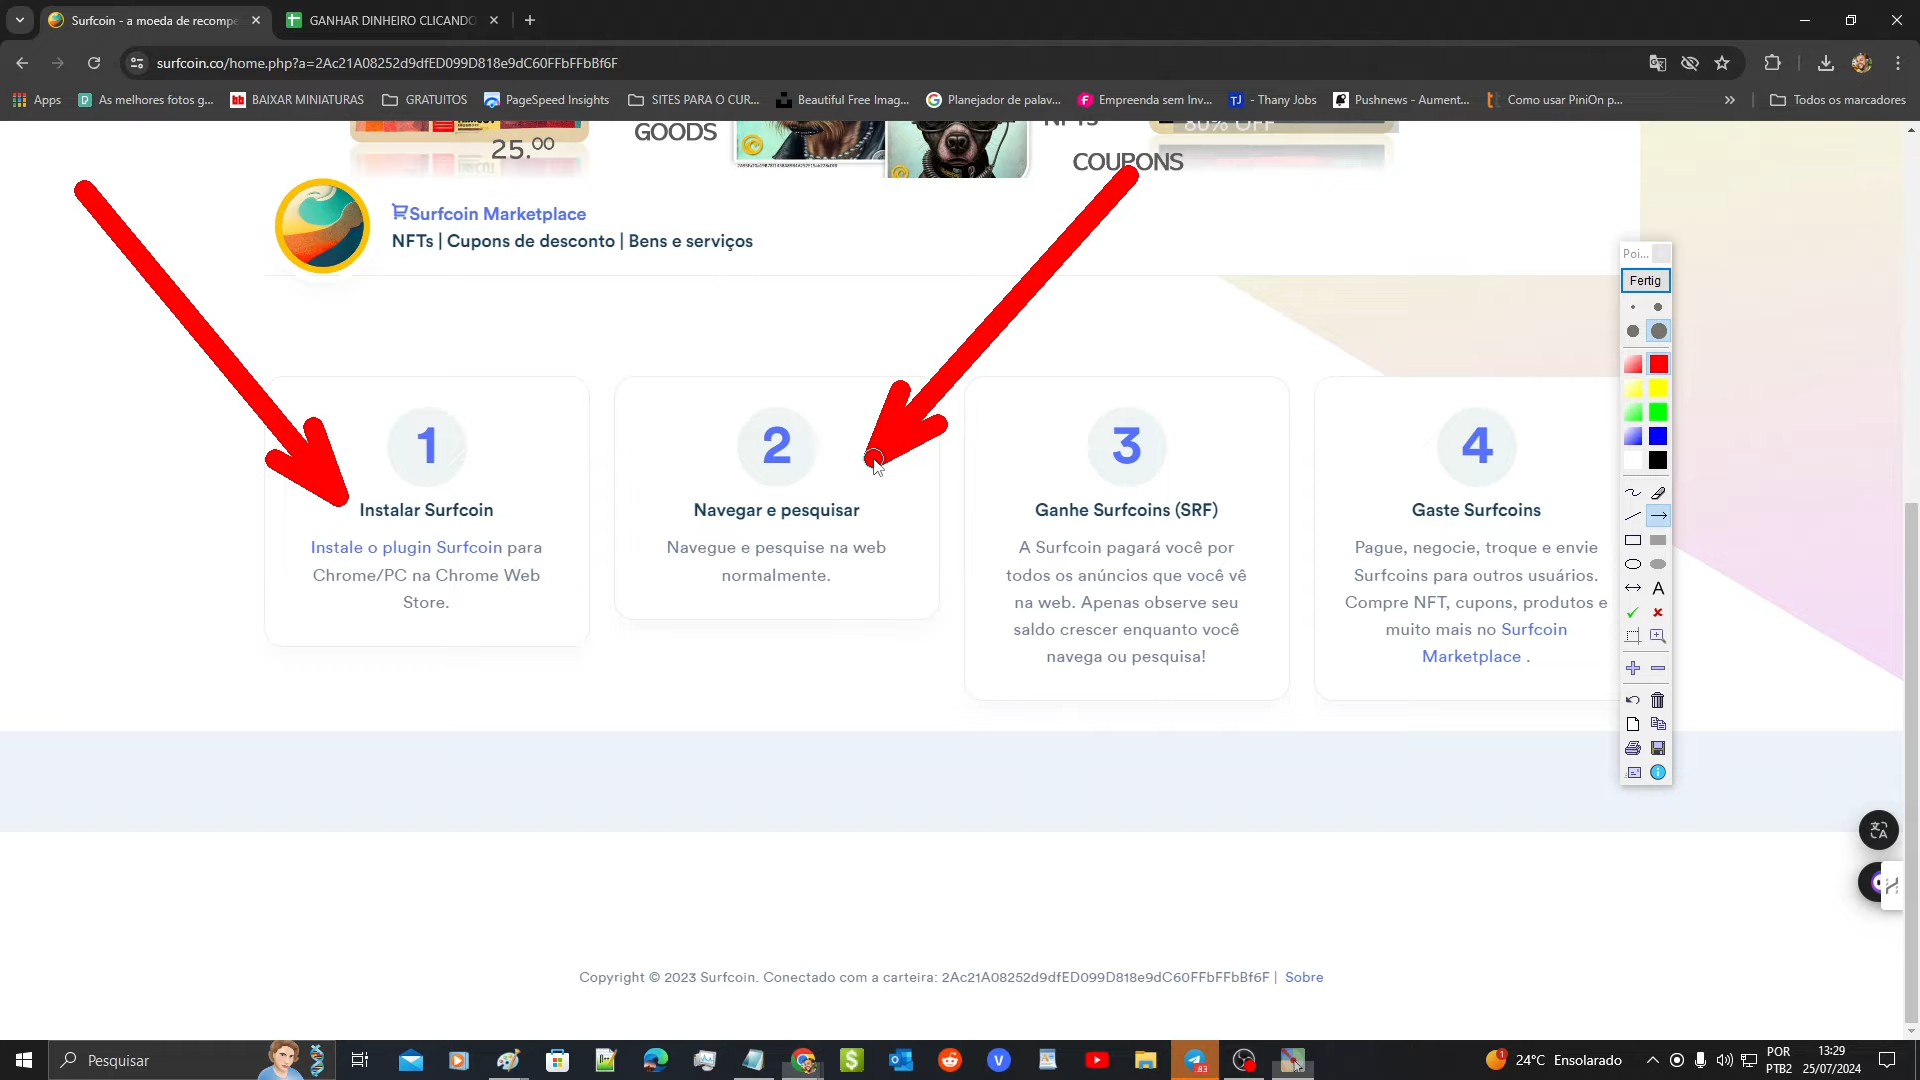 Surfcoin - a moeda de recompe
GANHAR DINHEIRO CLICANDO
surfcoin.co/home.php?a=2Ac21A08252d9dfED099D818e9dC60FFbFFbBf6F
Apps
As melhores fotos g...
BAIXAR MINIATURAS
GRATUITOS
PageSpeed Insights
SITES PARA O CUR...
Beautiful Free Imag...
Planejador de palav...
Empreenda sem Inv...
- Thany Jobs
Pushnews - Aument...
Como usar PiniOn p...
Todos os marcadores
25.00
GOODS
NFTs
80% OFF
COUPONS
Surfcoin Marketplace
NFTs | Cupons de desconto | Bens e serviços
Poi...
Fertig
A
1
Instalar Surfcoin
Instale o plugin Surfcoin para
Chrome/PC na Chrome Web
Store.
2
Navegar e pesquisar
Navegue e pesquise na web
normalmente.
3
Ganhe Surfcoins (SRF)
A Surfcoin pagará você por
todos os anúncios que você vê
na web. Apenas observe seu
saldo crescer enquanto você
navega ou pesquisa!
4
Gaste Surfcoins
Pague, negocie, troque e envie
Surfcoins para outros usuários.
Compre NFT, cupons, produtos e
muito mais no Surfcoin
Marketplace .
Copyright © 2023 Surfcoin. Conectado com a carteira: 2Ac21A08252d9dfED099D818e9dC60FFbFFbBf6F | Sobre
Pesquisar
83
1
24°C Ensolarado
POR
PTB2
13:29
25/07/2024